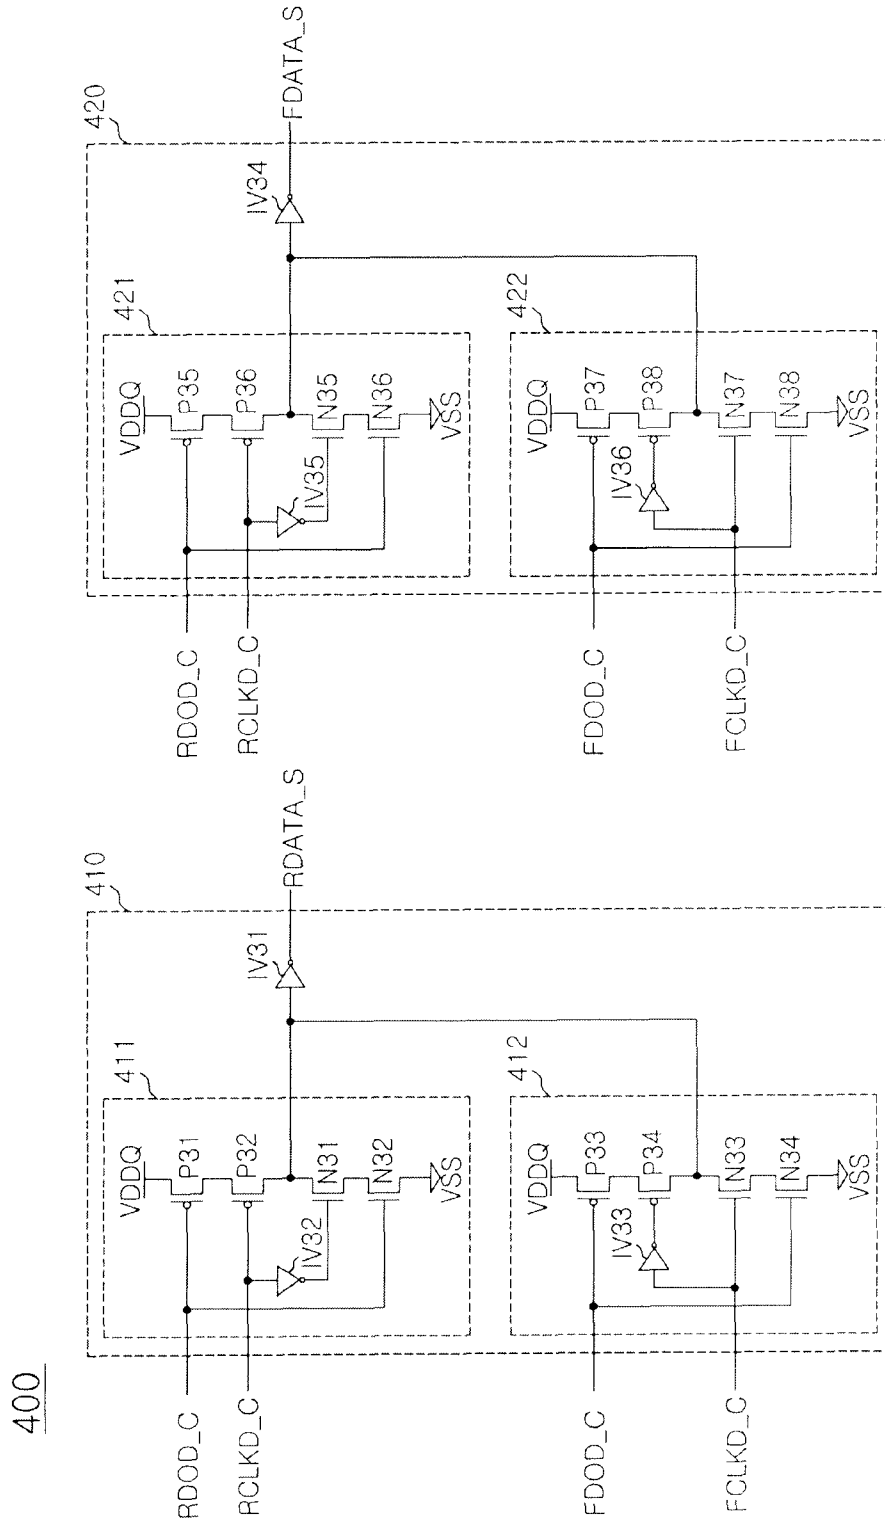 400
410
411
VDDQ
P31
P32
IV32
N31
N32
VSS
RDOD_C
RCLKD_C
IV31
RDATA_S
412
VDDQ
P33
IV33
P34
N33
N34
VSS
FDOD_C
FCLKD_C
420
421
VDDQ
P35
P36
IV35
N35
N36
VSS
RDOD_C
RCLKD_C
IV34
FDATA_S
422
VDDQ
P37
IV36
P38
N37
N38
VSS
FDOD_C
FCLKD_C